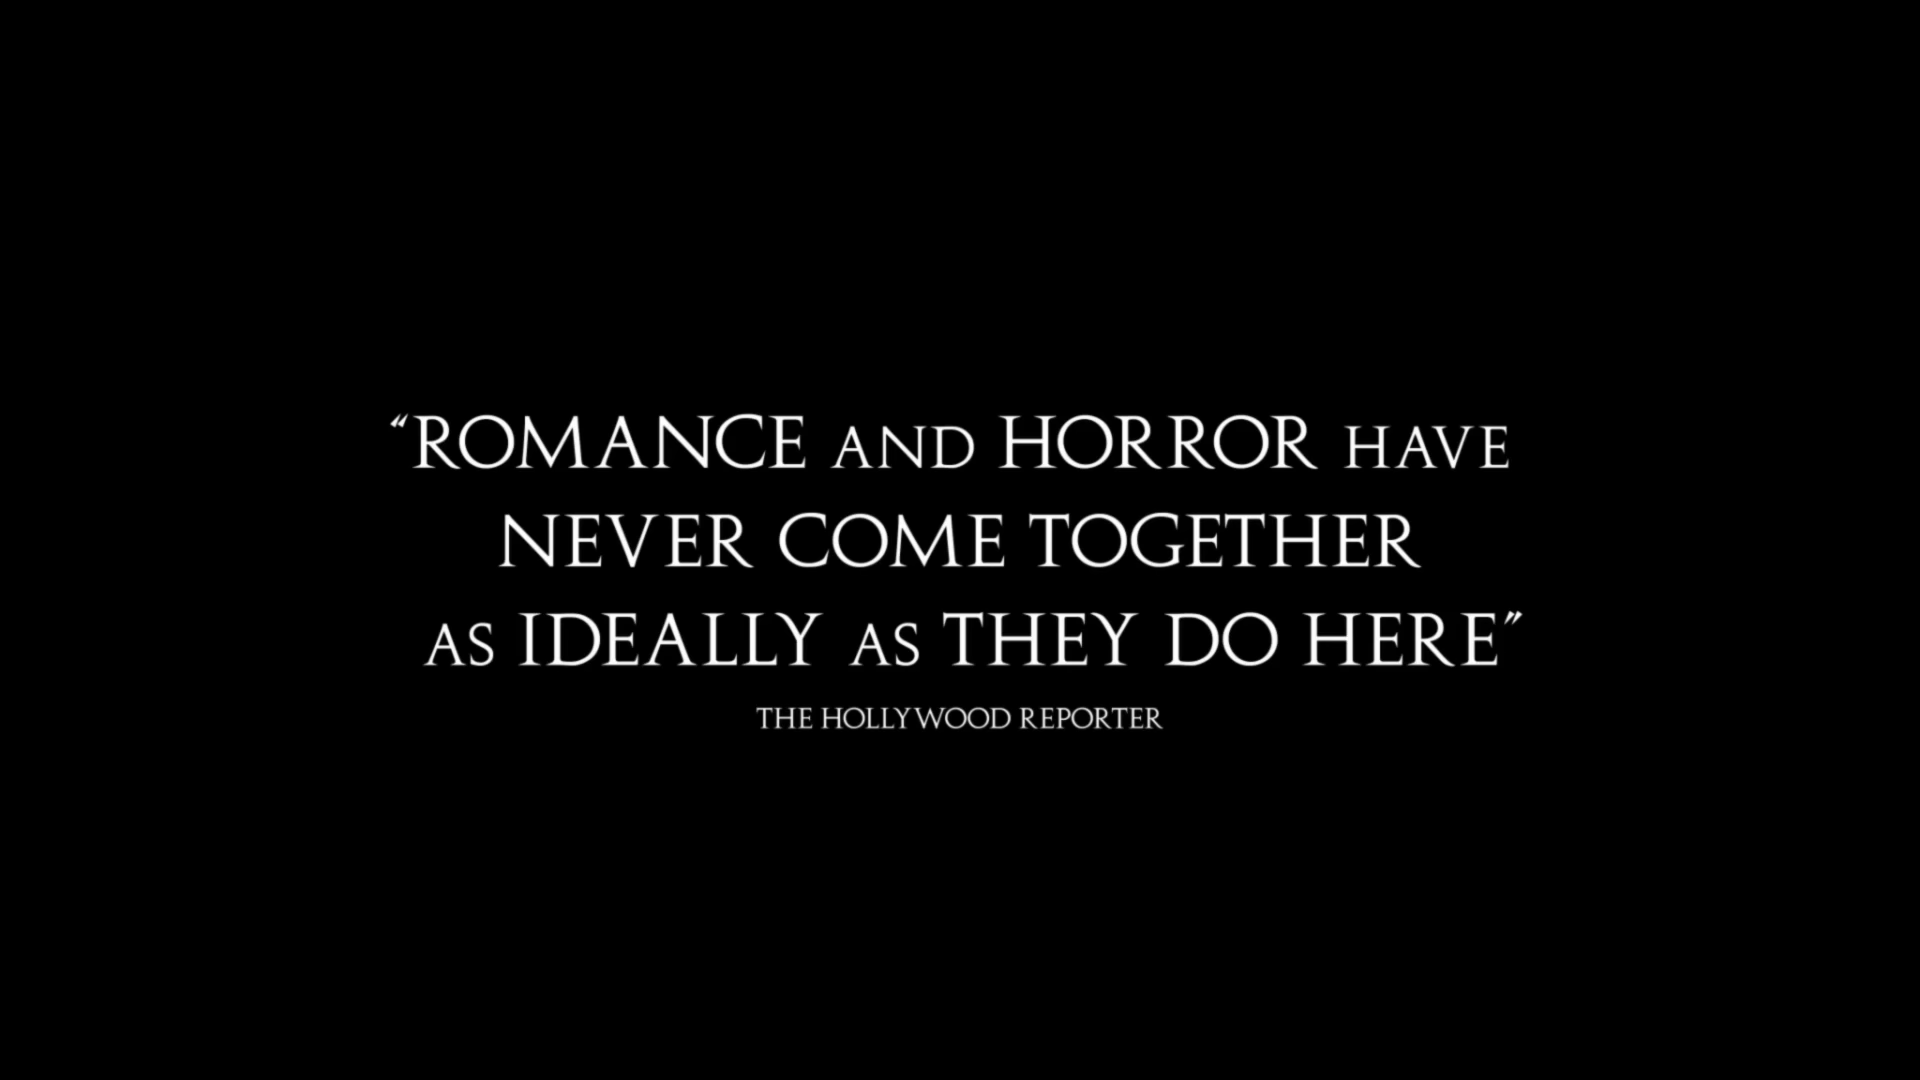 “ROMANCE AND HORROR HAVE
NEVER COME TOGETHER
AS IDEALLY AS THEY DO HERE”
THE HOLLYWOOD REPORTER